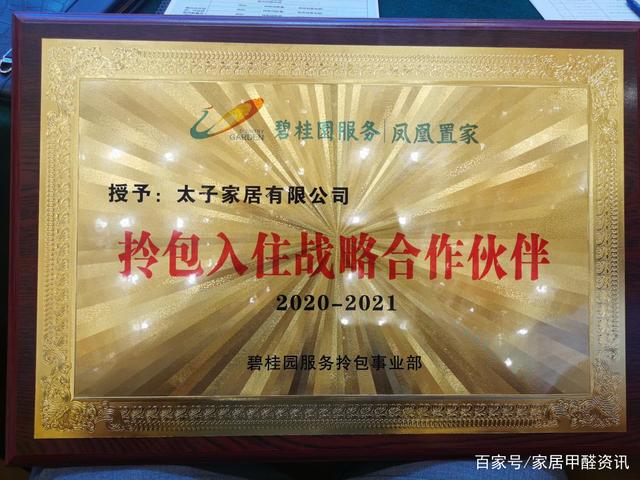 COUNTRY
GARDEN
碧桂园服务|凤凰置家
授予：太子家居有限公司
拎包入住战略合作伙伴
2020-2021
碧桂园服务拎包事业部
百家号/家居甲醛资讯